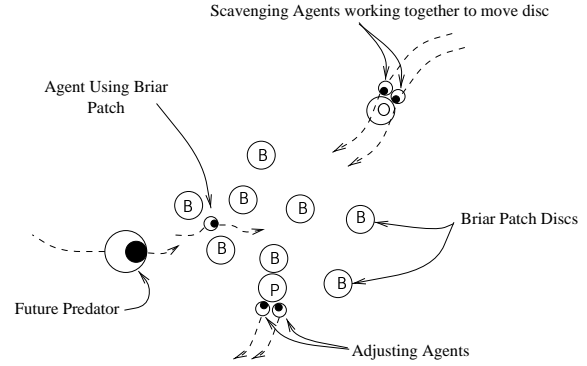 Scavenging Agents working together to move disc
Agent Using Briar
Patch
O
B
B
B
B
B
Briar Patch Discs
B
B
B
P
Future Predator
Adjusting Agents